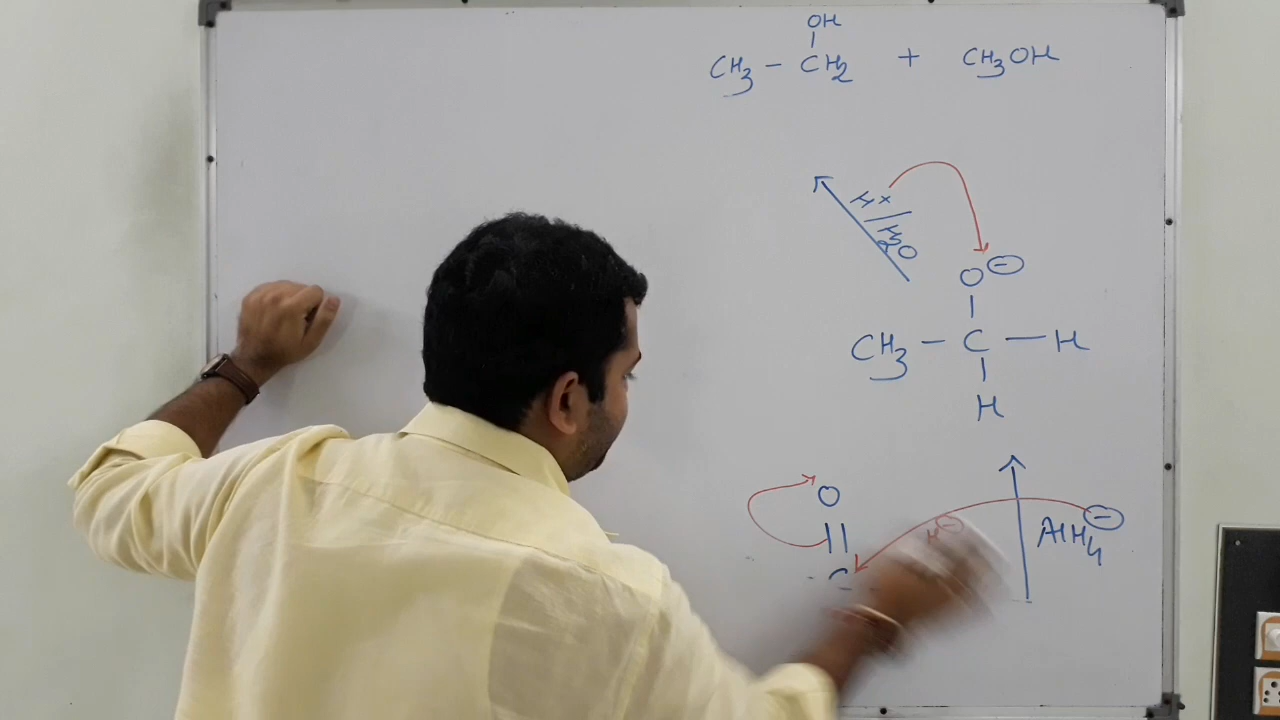 OH
CH3 - CH2 + CH3OH
H+/H2O
O⊖
CH3 - C - H
H
O
H⊖
AlH4⊖
C